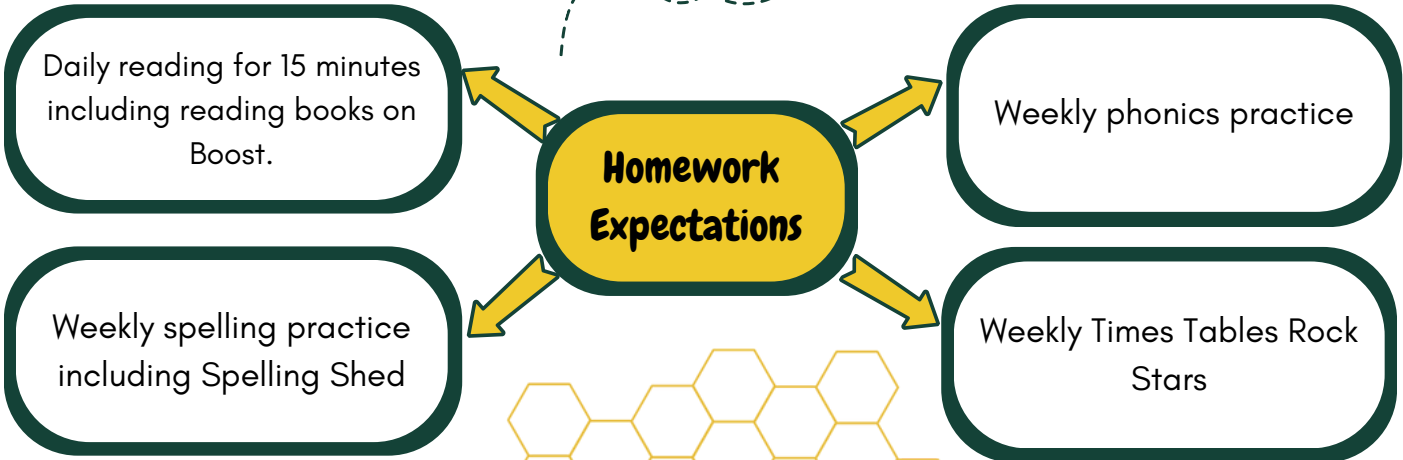 Daily reading for 15 minutes
including reading books on
Boost.
Homework
Expectations
Weekly phonics practice
Weekly spelling practice
including Spelling Shed
Weekly Times Tables Rock
Stars